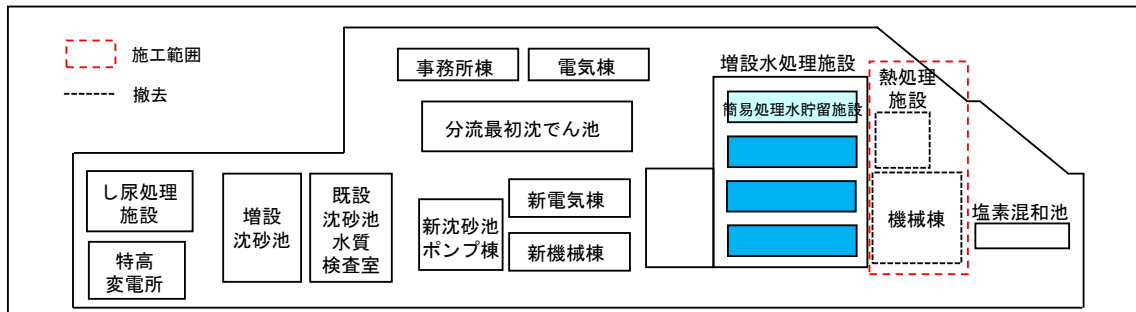 施工範囲
撤去
事務所棟
電気棟
分流最初沈でん池
増設水処理施設
簡易処理水貯留施設
熱処理
施設
し尿処理
施設
特高
変電所
増設
沈砂池
既設
沈砂池
水質
検査室
新沈砂池
ポンプ棟
新電気棟
新機械棟
機械棟
塩素混和池